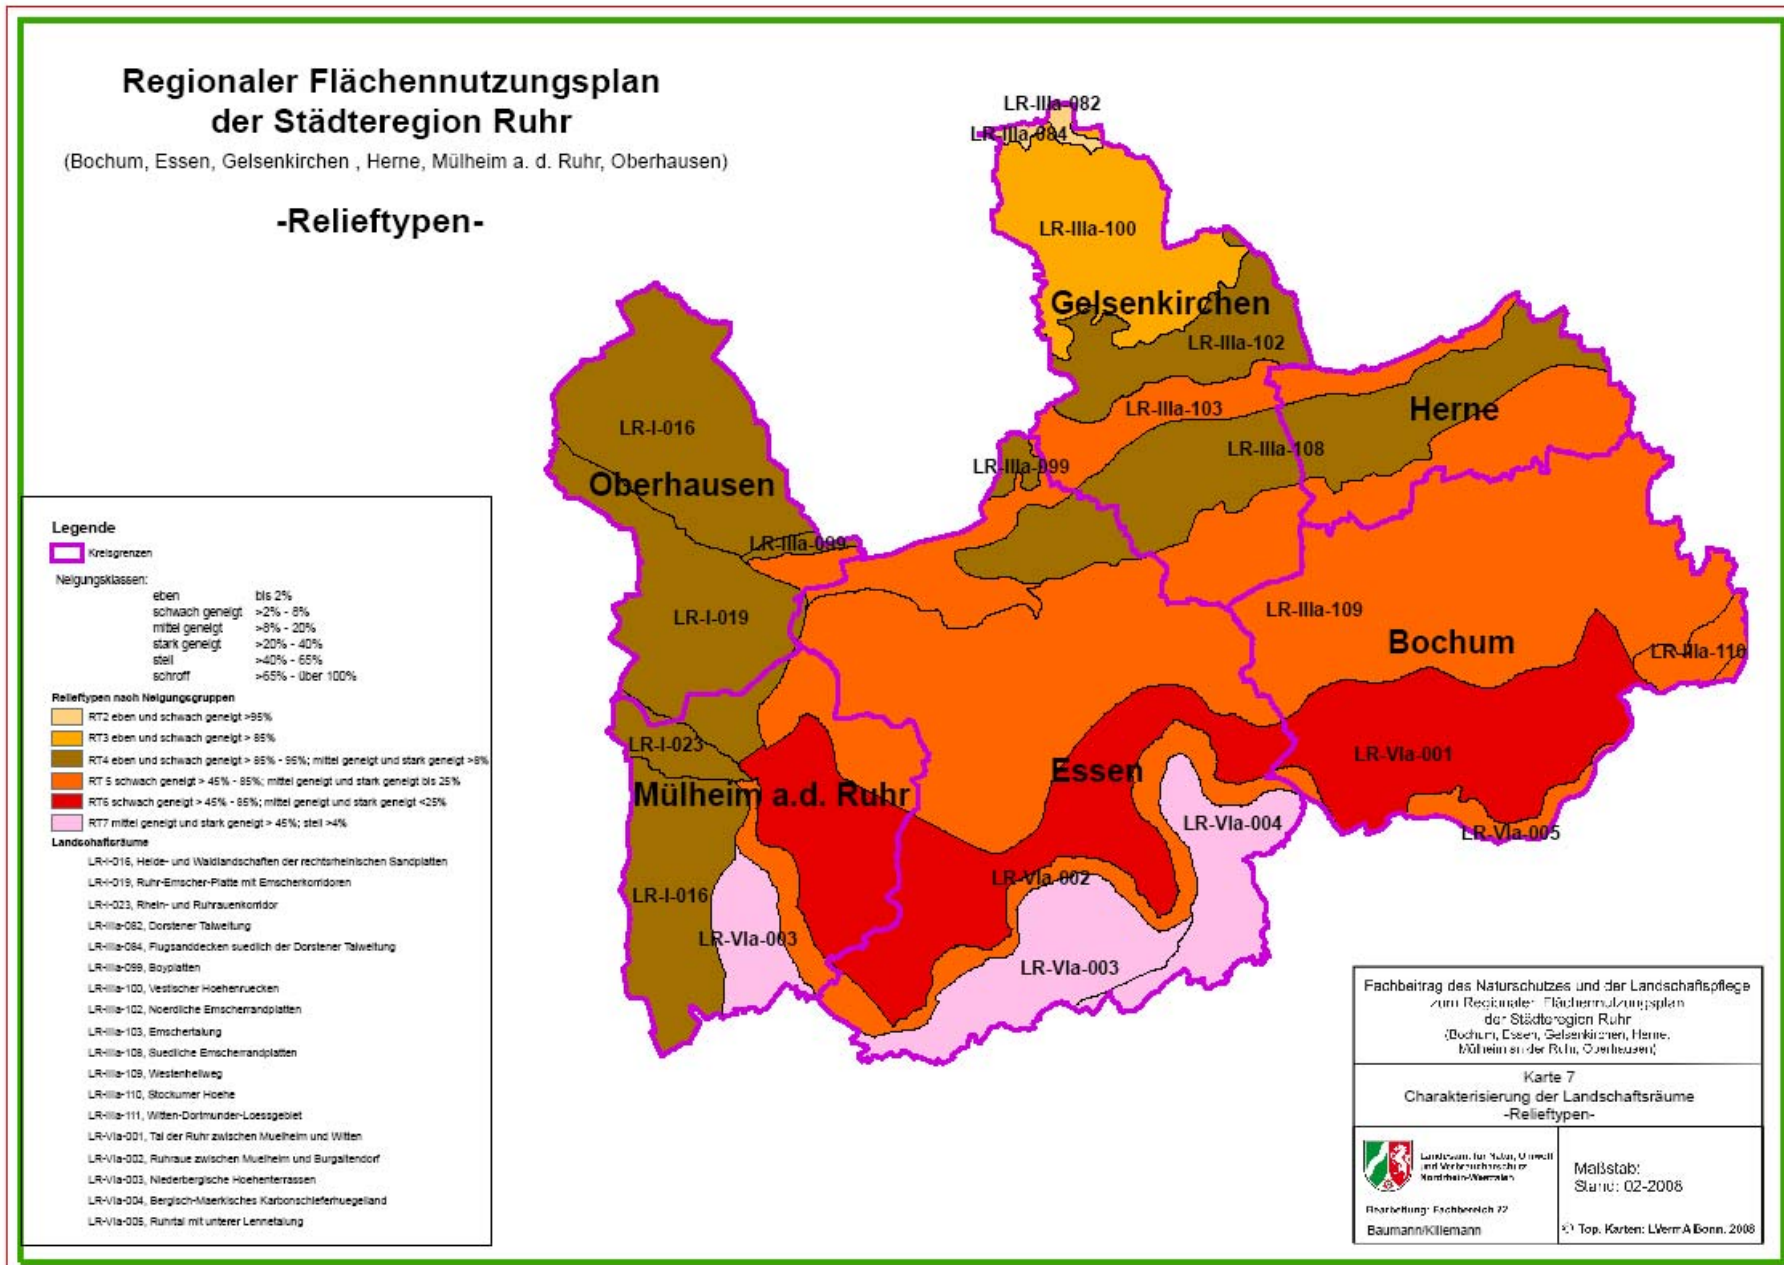 Regionaler Flächennutzungsplan
der Städteregion Ruhr
(Bochum, Essen, Gelsenkirchen , Herne, Mülheim a. d. Ruhr, Oberhausen)
-Relieftypen-
LR-IIIa-082
LR-IIIa-084
LR-IIIa-100
Gelsenkirchen
LR-IIIa-102
LR-IIIa-103
Herne
LR-I-016
LR-IIIa-108
LR-IIIa-099
Oberhausen
LR-IIIa-099
LR-I-019
LR-IIIa-109
Bochum
LR-IIIa-110
LR-I-023
LR-VIa-001
Essen
Mülheim a.d. Ruhr
LR-VIa-004
LR-VIa-005
LR-VIa-002
LR-I-016
LR-VIa-003
LR-VIa-003
Legende
Kreisgrenzen
Neigungsklassen:
eben bis 2%
schwach geneigt >2% - 8%
mittel geneigt >8% - 20%
stark geneigt >20% - 40%
steil >40% - 65%
schroff >65% - über 100%
Relieftypen nach Neigungsgruppen
RT2 eben und schwach geneigt >95%
RT3 eben und schwach geneigt > 85%
RT4 eben und schwach geneigt > 85% - 95%; mittel geneigt und stark geneigt >8%
RT 5 schwach geneigt > 45% - 85%; mittel geneigt und stark geneigt bis 25%
RT6 schwach geneigt > 45% - 85%; mittel geneigt und stark geneigt <25%
RT7 mittel geneigt und stark geneigt > 45%; steil >4%
Landschaftsräume
LR-I-016, Heide- und Waldlandschaften der rechtsrheinischen Sandplatten
LR-I-019, Ruhr-Emscher-Platte mit Emscherkorridoren
LR-I-023, Rhein- und Ruhrauenkorridor
LR-IIIa-082, Dorstener Talweitung
LR-IIIa-084, Flugsanddecken suedlich der Dorstener Talweitung
LR-IIIa-099, Boyplatten
LR-IIIa-100, Vestischer Hoehenruecken
LR-IIIa-102, Noerdliche Emscherrandplatten
LR-IIIa-103, Emschertalung
LR-IIIa-108, Suedliche Emscherrandplatten
LR-IIIa-109, Westenhellweg
LR-IIIa-110, Stockumer Hoehe
LR-IIIa-111, Witten-Dortmunder-Loessgebiet
LR-VIa-001, Tal der Ruhr zwischen Muelheim und Witten
LR-VIa-002, Ruhraue zwischen Muelheim und Burgaltendorf
LR-VIa-003, Niederbergische Hoehenterrassen
LR-VIa-004, Bergisch-Maerkisches Karbonschieferhuegelland
LR-VIa-005, Ruhrtal mit unterer Lennetalung
Fachbeitrag des Naturschutzes und der Landschaftspflege
zum Regionalen Flächennutzungsplan
der Städteregion Ruhr
(Bochum, Essen, Gelsenkirchen, Herne,
Mülheim an der Ruhr, Oberhausen)
Karte 7
Charakterisierung der Landschaftsräume
-Relieftypen-
Landesamt für Natur, Umwelt
und Verbraucherschutz
Nordrhein-Westfalen
Bearbeitung: Fachbereich 22
Baumann/Killemann
Maßstab:
Stand: 02-2008
© Top. Karten: LVermA Bonn, 2008